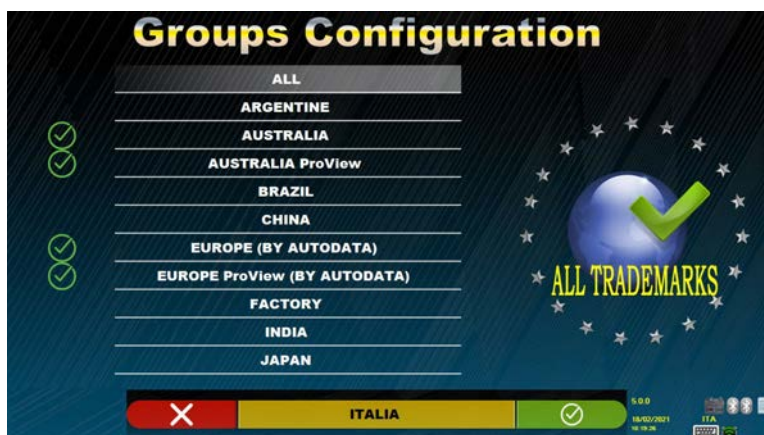 Groups Configuration
ALL
ARGENTINE
AUSTRALIA
AUSTRALIA ProView
BRAZIL
CHINA
EUROPE (BY AUTODATA)
EUROPE ProView (BY AUTODATA)
FACTORY
INDIA
JAPAN
ALL TRADEMARKS
ITALIA
5.0.0
18/02/2021
ITA